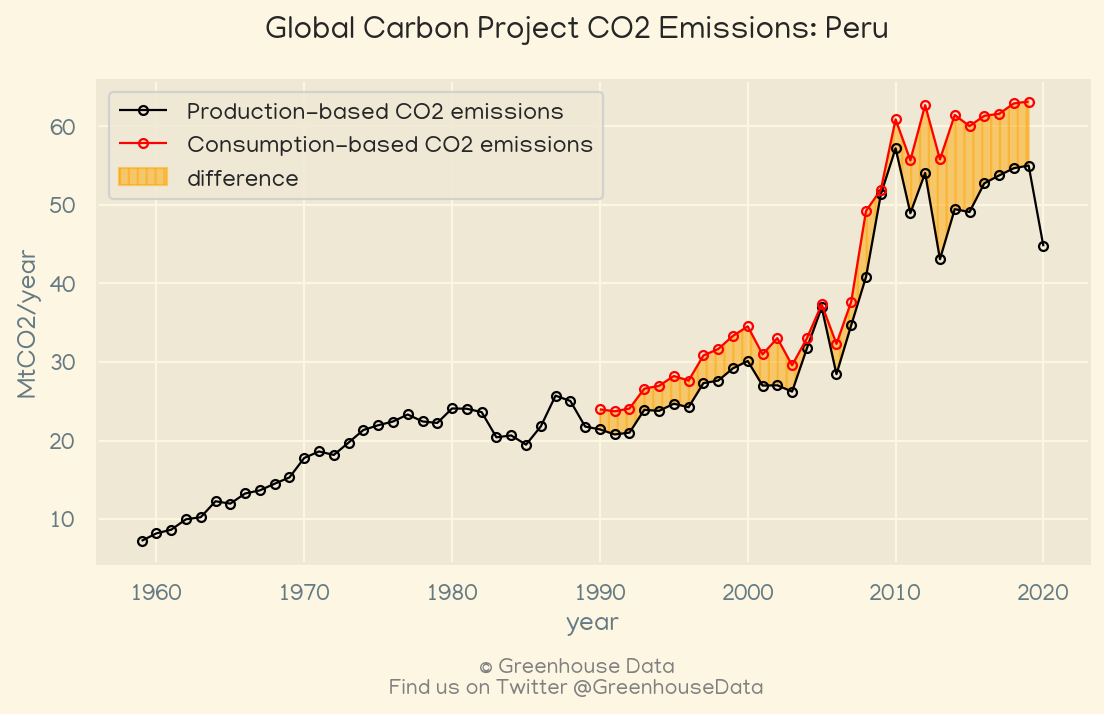 Global Carbon Project CO2 Emissions: Peru
Production-based CO2 emissions
Consumption-based CO2 emissions
difference
MtCO2/year
60
50
40
30
20
10
1960 1970 1980 1990 2000 2010 2020
year
© Greenhouse Data
Find us on Twitter @GreenhouseData